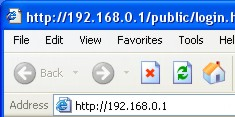 http://192.168.0.1/public/login.h
File Edit View Favorites Tools Help
Back
Address http://192.168.0.1